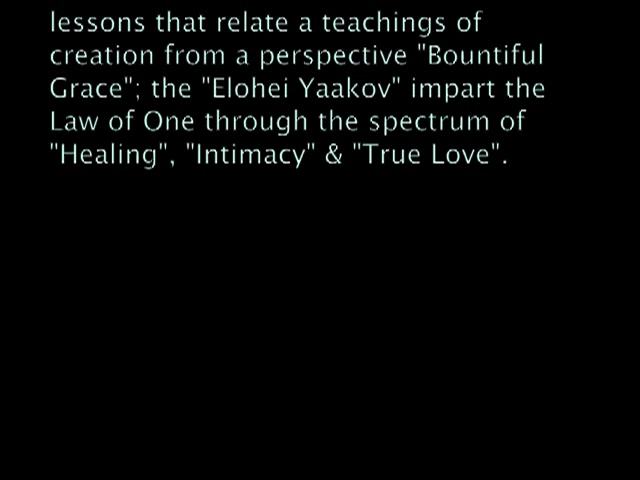 lessons that relate a teachings of
creation from a perspective "Bountiful
Grace"; the "Elohei Yaakov" impart the
Law of One through the spectrum of
"Healing", "Intimacy" & "True Love".